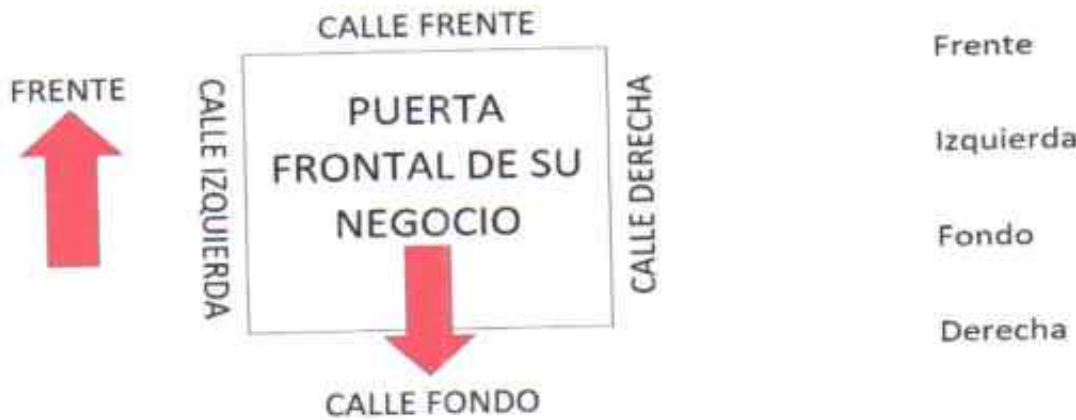 CALLE FRENTE
FRENTE
CALLE IZQUIERDA
PUERTA
FRONTAL DE SU
NEGOCIO
CALLE DERECHA
CALLE FONDO
Frente
Izquierda
Fondo
Derecha